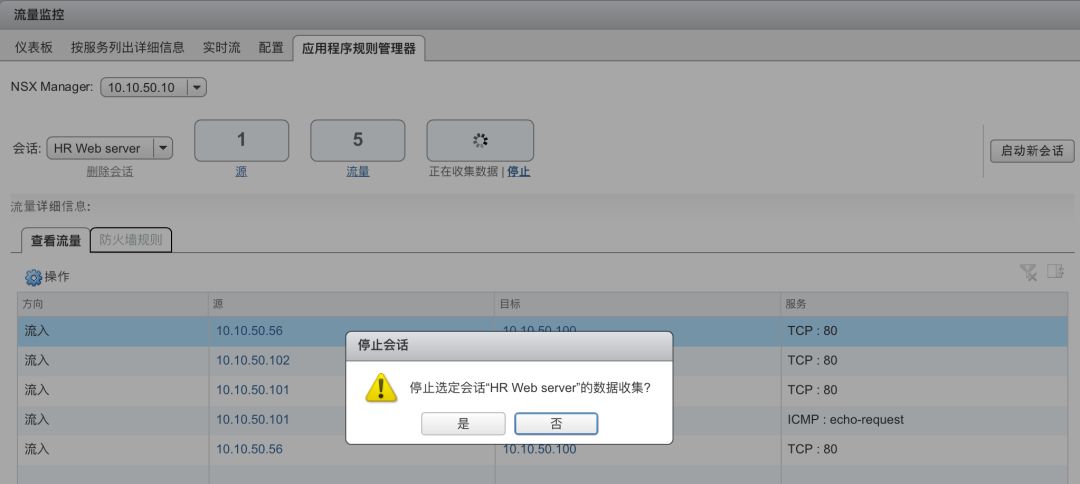 流量监控
仪表板 按服务列出详细信息 实时流 配置 应用程序规则管理器
NSX Manager: 10.10.50.10
会话: HR Web server 1 5 启动新会话
删除会话 源 流量 正在收集数据 | 停止
流量详细信息:
查看流量 防火墙规则
操作
方向 源 目标 服务
流入 10.10.50.56 10.10.50.100 TCP : 80
停止会话
流入 10.10.50.102 TCP : 80
流入 10.10.50.101 TCP : 80
停止选定会话“HR Web server”的数据收集?
流入 10.10.50.101 ICMP : echo-request
是 否
流入 10.10.50.56 10.10.50.100 TCP : 80